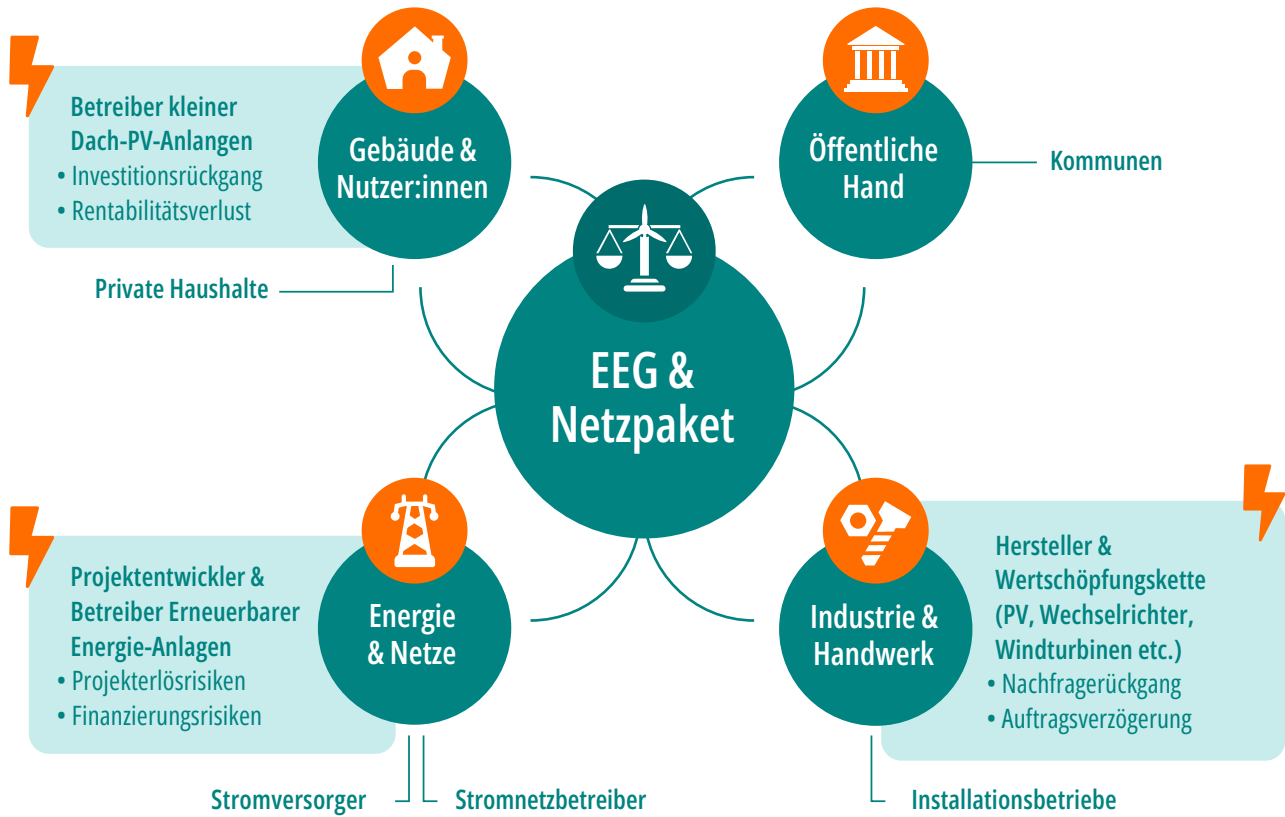 Betreiber kleiner
Dach-PV-Anlangen
• Investitionsrückgang
• Rentabilitätsverlust
Gebäude &
Nutzer:innen
Private Haushalte
Öffentliche
Hand
Kommunen
EEG &
Netzpaket
Projektentwickler &
Betreiber Erneuerbarer
Energie-Anlagen
• Projekterlösrisiken
• Finanzierungsrisiken
Energie
& Netze
Stromversorger
Stromnetzbetreiber
Industrie &
Handwerk
Hersteller &
Wertschöpfungskette
(PV, Wechselrichter,
Windturbinen etc.)
• Nachfragerückgang
• Auftragsverzögerung
Installationsbetriebe